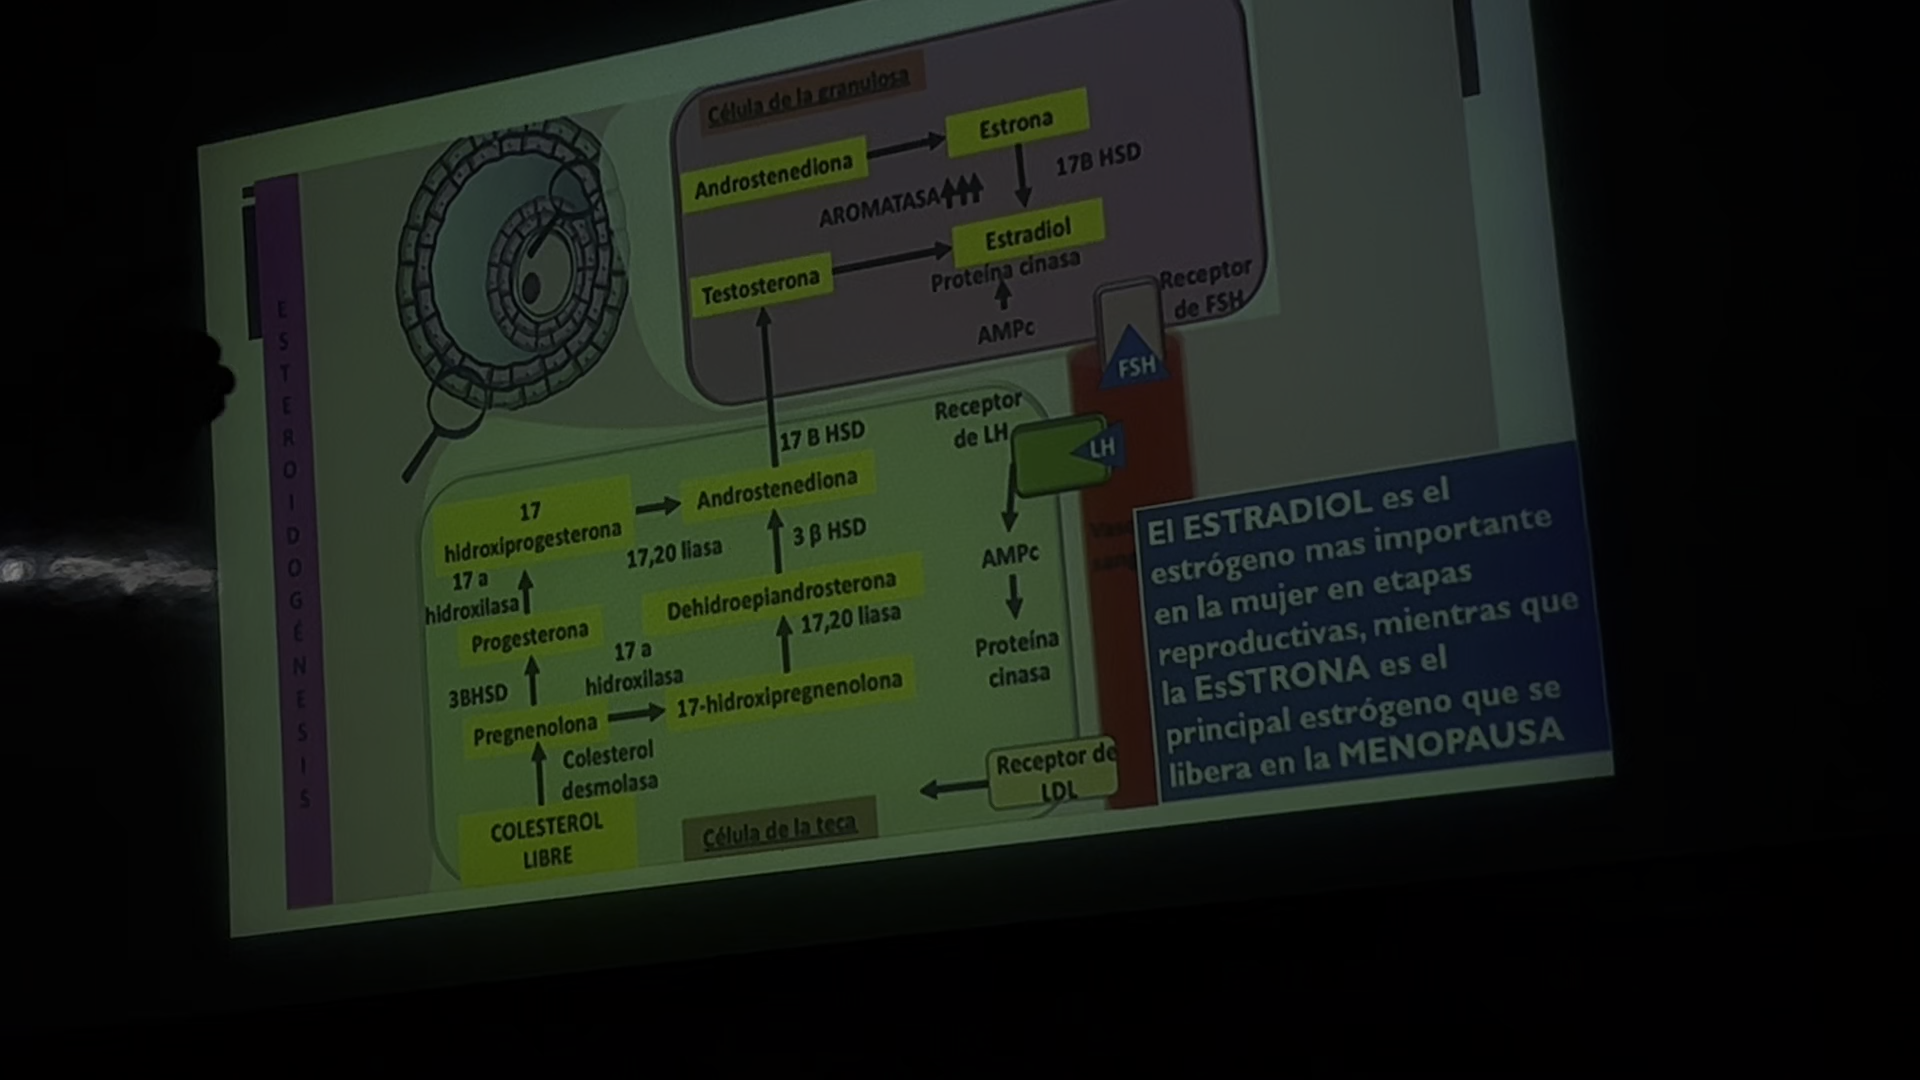 ESTEROIDOGÉNESIS
Célula de la granulosa
Androstenediona
Estrona
17B HSD
AROMATASA
Testosterona
Estradiol
Proteína cinasa
AMPc
Receptor
de FSH
FSH
17 B HSD
Receptor
de LH
LH
17
hidroxiprogesterona
Androstenediona
17,20 liasa
3 β HSD
17 a
hidroxilasa
Progesterona
Dehidroepiandrosterona
17,20 liasa
AMPc
Proteína
cinasa
3BHSD
17 a
hidroxilasa
Pregnenolona
17-hidroxipregnenolona
Colesterol
desmolasa
COLESTEROL
LIBRE
Célula de la teca
Receptor de
LDL
El ESTRADIOL es el
estrógeno mas importante
en la mujer en etapas
reproductivas, mientras que
la EsSTRONA es el
principal estrógeno que se
libera en la MENOPAUSA